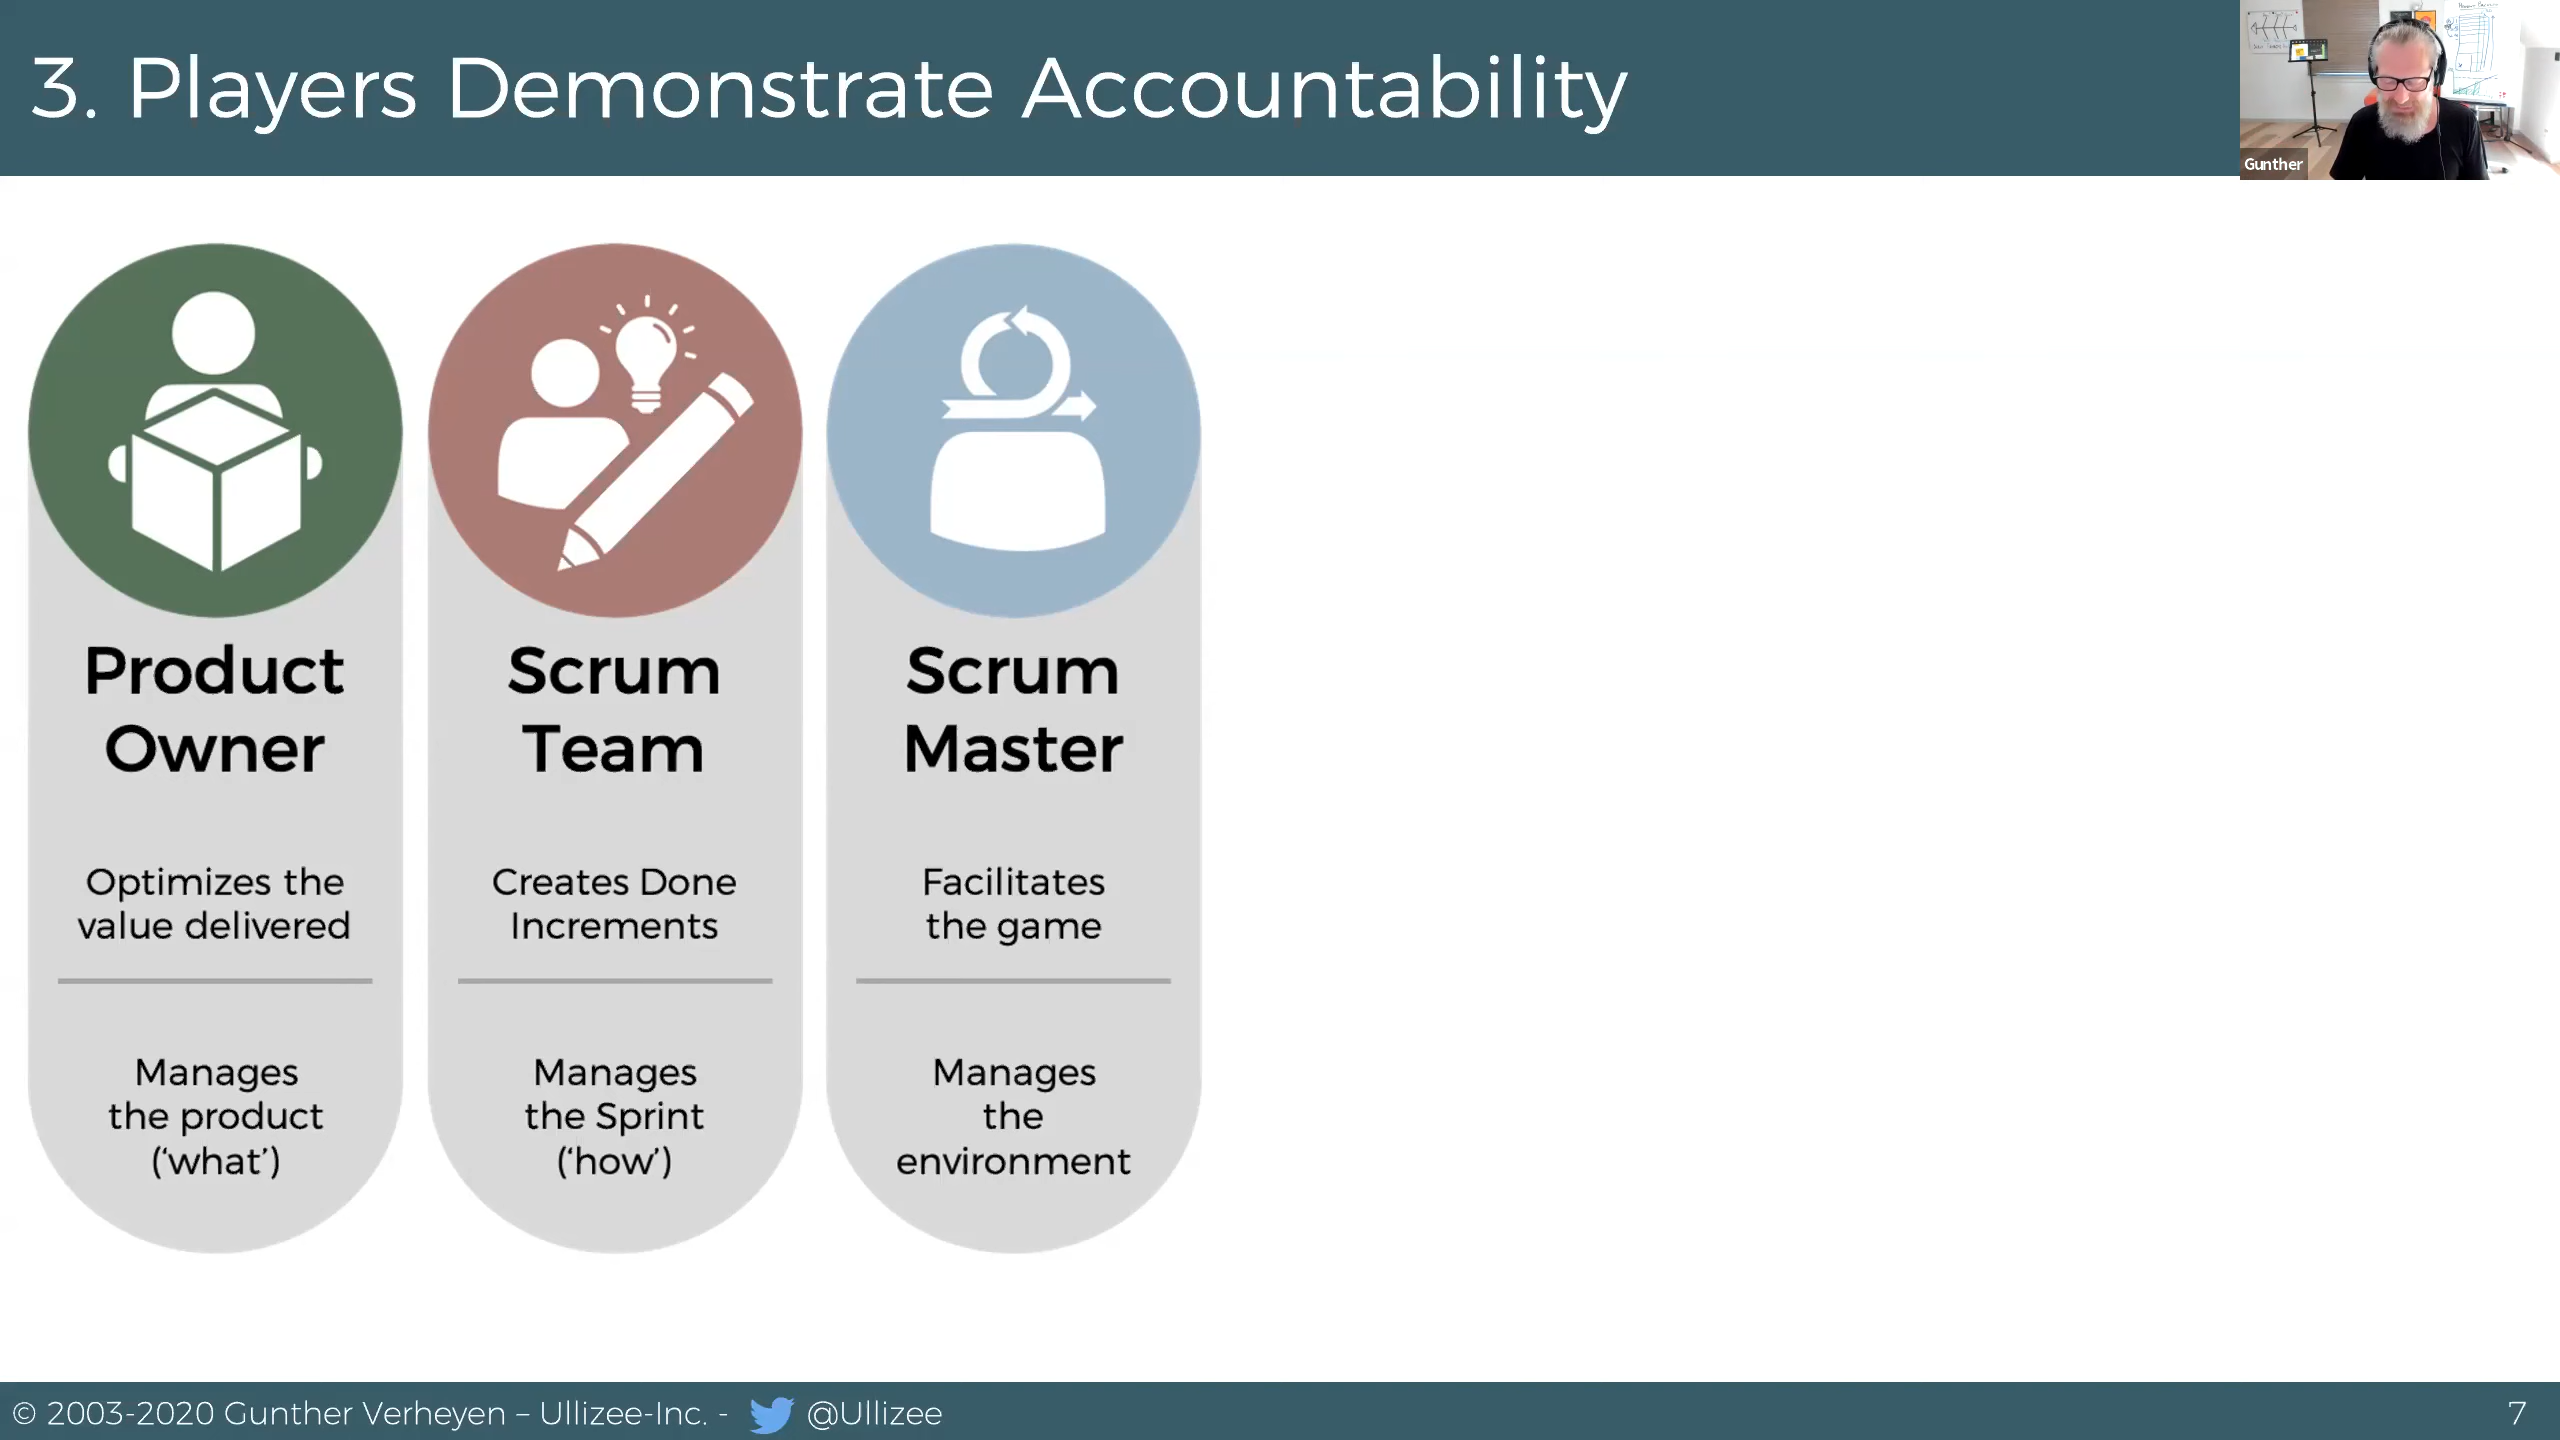 3. Players Demonstrate Accountability
Gunther
Product
Owner
Optimizes the
value delivered
Manages
the product
(‘what’)
Scrum
Team
Creates Done
Increments
Manages
the Sprint
(‘how’)
Scrum
Master
Facilitates
the game
Manages
the
environment
© 2003-2020 Gunther Verheyen – Ullizee-Inc. - @Ullizee
7